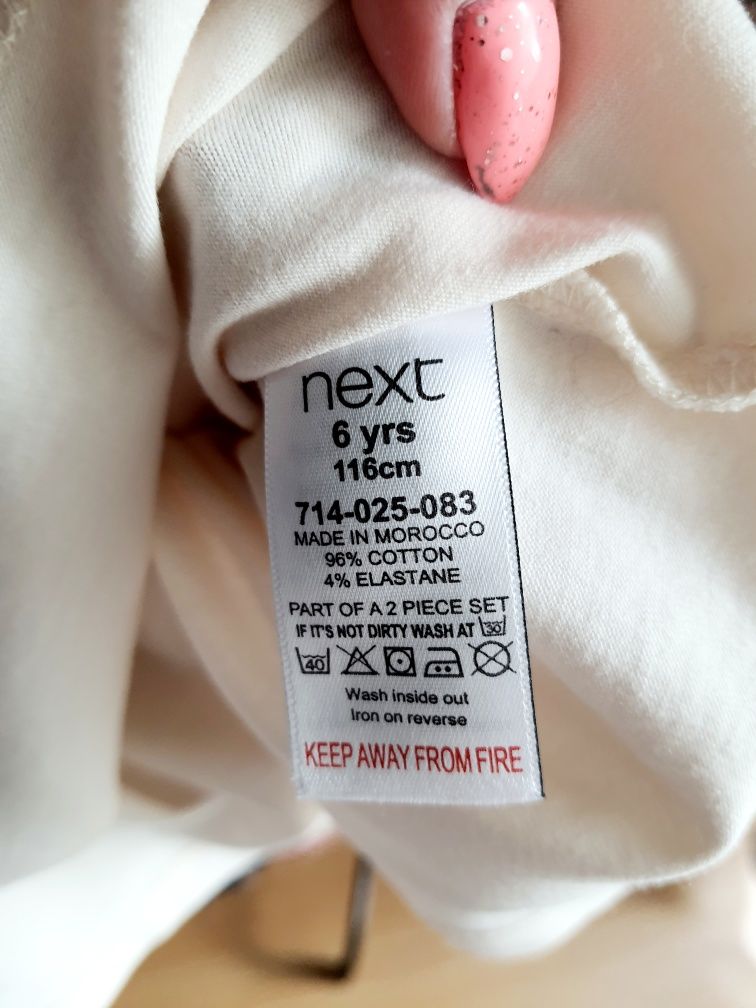 next
6 yrs
116cm
714-025-083
MADE IN MOROCCO
96% COTTON
4% ELASTANE
PART OF A 2 PIECE SET
IF IT'S NOT DIRTY WASH AT 30
40
Wash inside out
Iron on reverse
KEEP AWAY FROM FIRE